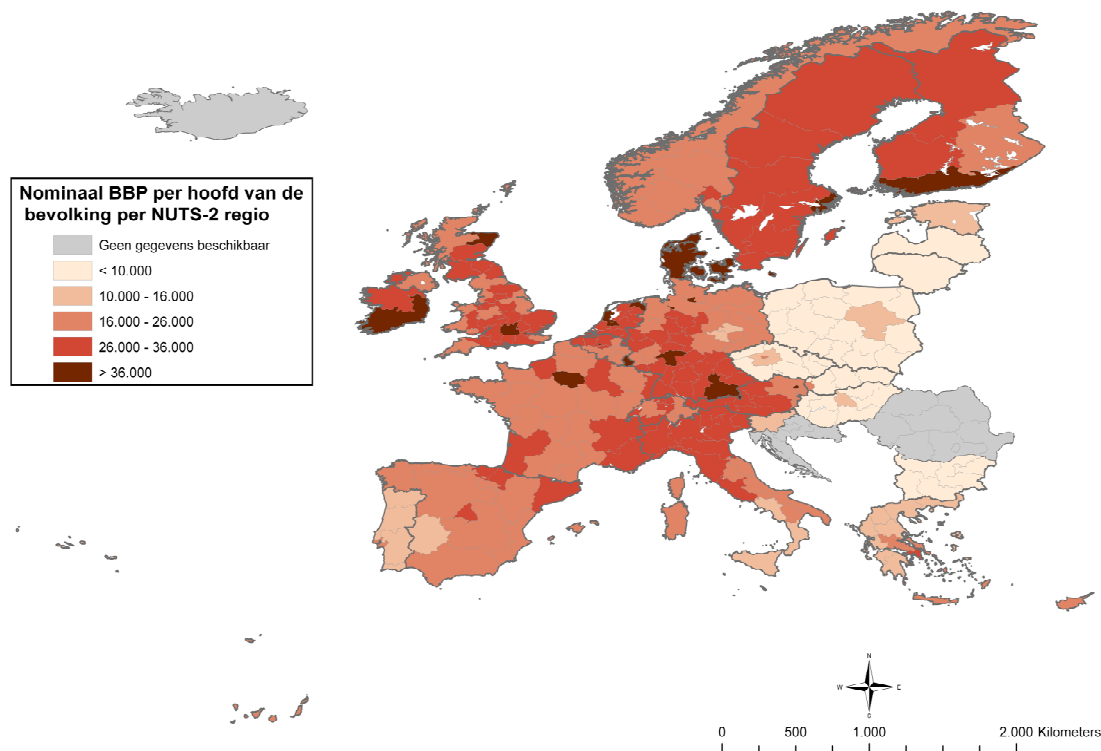 Nominaal BBP per hoofd van de
bevolking per NUTS-2 regio
Geen gegevens beschikbaar
< 10.000
10.000 - 16.000
16.000 - 26.000
26.000 - 36.000
> 36.000
N
W E
C
0 500 1.000 2.000 Kilometers